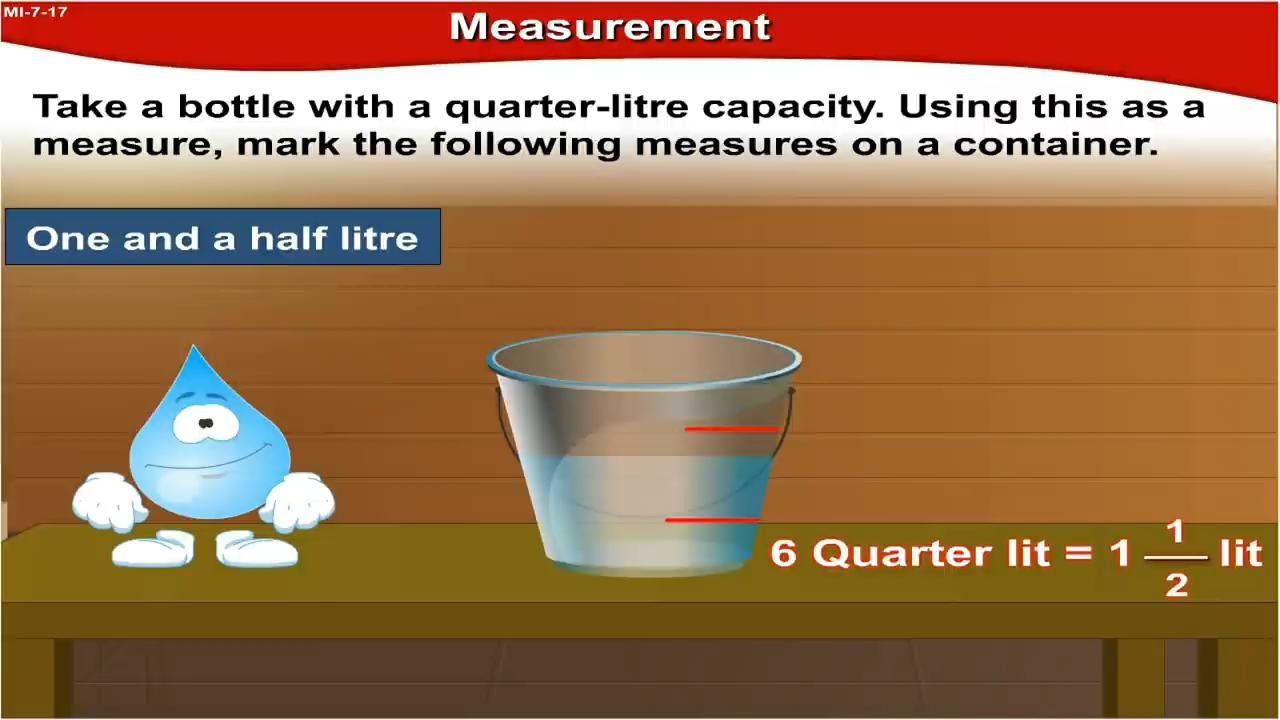 MI-7-17
Measurement
Take a bottle with a quarter-litre capacity. Using this as a
measure, mark the following measures on a container.
One and a half litre
6 Quarter lit = 1 1/2 lit